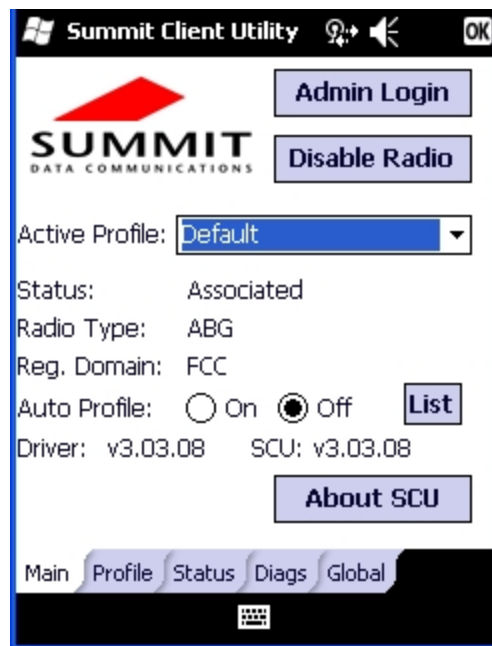 Summit Client Utility OK
Admin Login
SUMMIT
DATA COMMUNICATIONS
Disable Radio
Active Profile: Default
Status: Associated
Radio Type: ABG
Reg. Domain: FCC
Auto Profile: On Off List
Driver: v3.03.08 SCU: v3.03.08
About SCU
Main Profile Status Diags Global